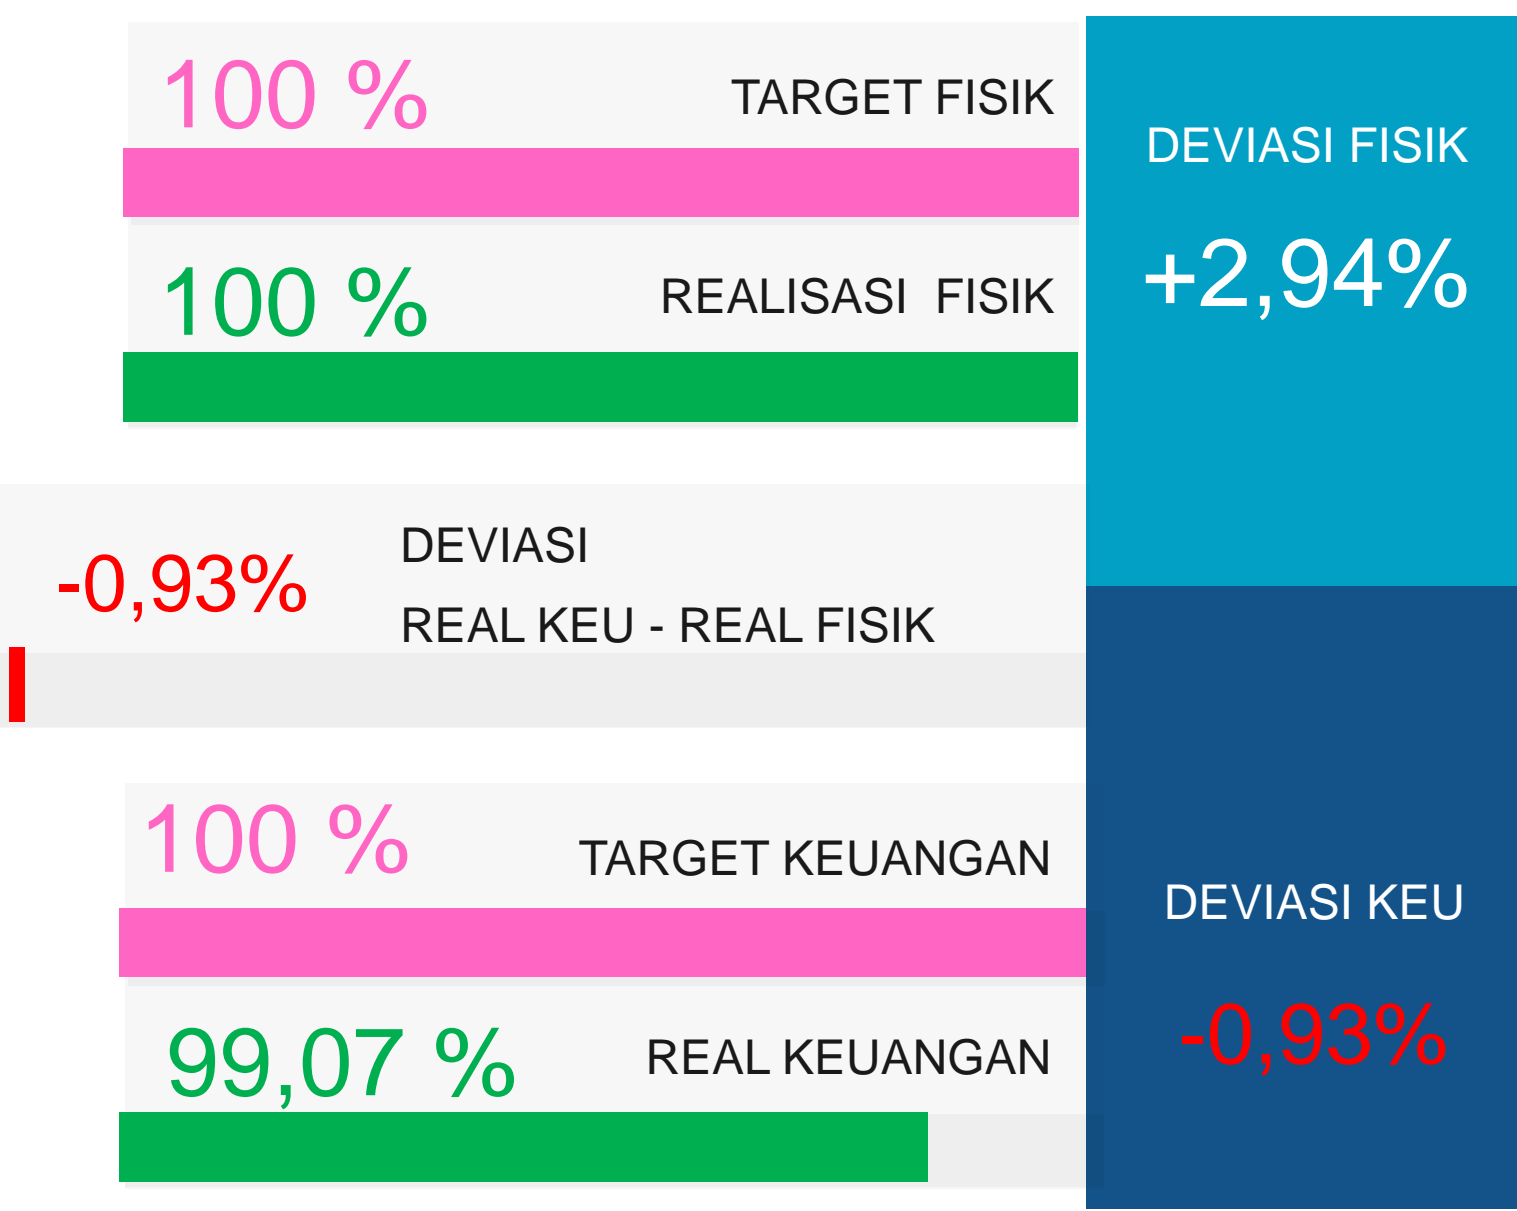 100 %
TARGET FISIK
100 %
REALISASI  FISIK
DEVIASI FISIK
+2,94%
-0,93%
DEVIASI
REAL KEU - REAL FISIK
100 %
TARGET KEUANGAN
99,07 %
REAL KEUANGAN
DEVIASI KEU
-0,93%